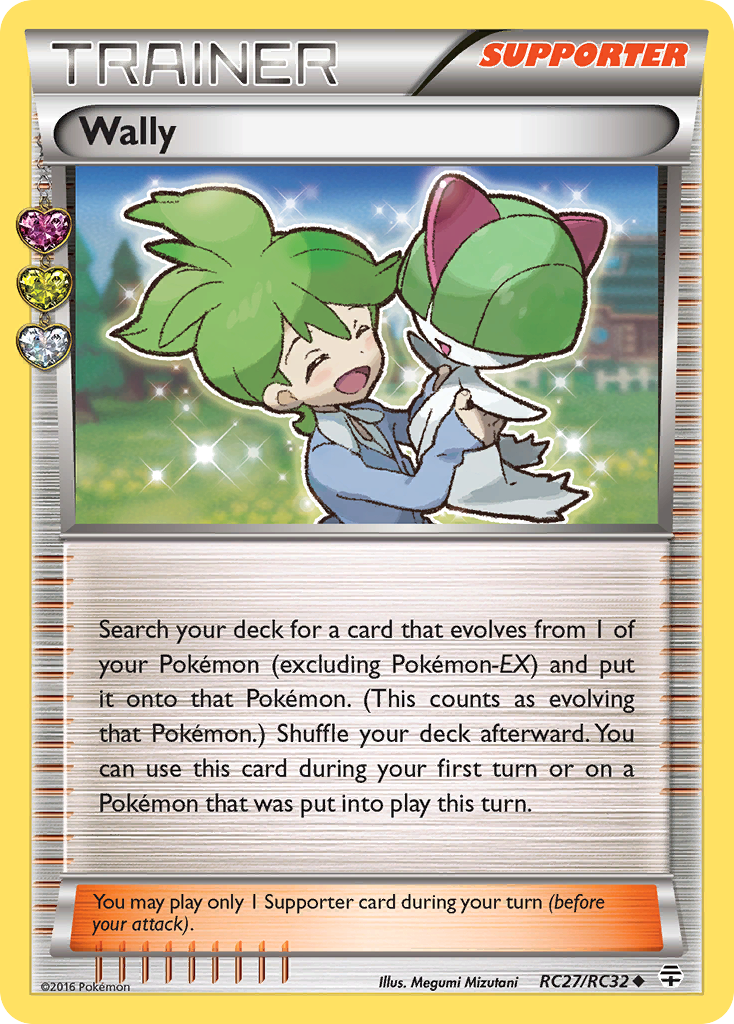 TRAINER
SUPPORTER
Wally
Search your deck for a card that evolves from 1 of
your Pokémon (excluding Pokémon-EX) and put
it onto that Pokémon. (This counts as evolving
that Pokémon.) Shuffle your deck afterward. You
can use this card during your first turn or on a
Pokémon that was put into play this turn.
You may play only 1 Supporter card during your turn (before
your attack).
©2016 Pokémon
Illus. Megumi Mizutani
RC27/RC32